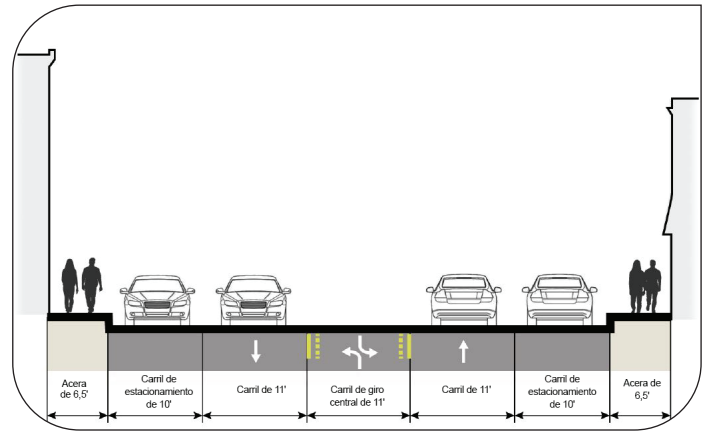 Acera
de 6,5'
Carril de
estacionamiento
de 10'
Carril de 11'
Carril de giro
central de 11'
Carril de 11'
Carril de
estacionamiento
de 10'
Acera de
6,5'